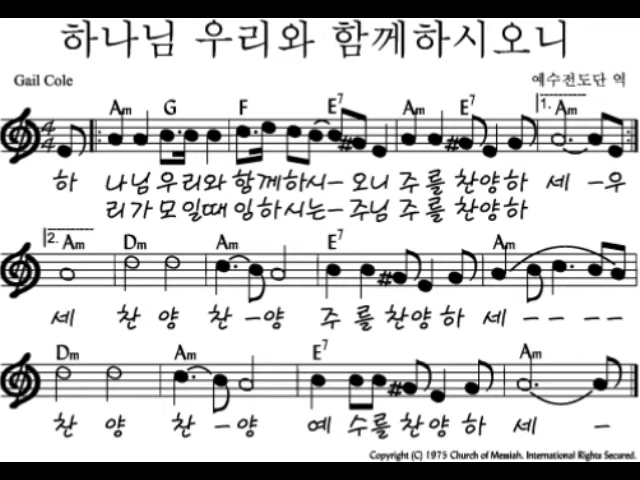 하나님 우리와 함께하시오니
Gail Cole
예수전도단 역
Am G F E7 Am E7 1. Am
하 나님 우리와 함께하시- 오니 주 를 찬양하 세 -우
리가 모일때 임하시는- 주님 주 를 찬양하
2. Am Dm Am E7 Am
세 찬 양 찬 -양 주 를 찬양 하 세 - - - -
Dm Am E7 Am
찬 양 찬 -양 예 수를 찬양 하 세 -
Copyright (C) 1975 Church of Messiah. International Rights Secured.